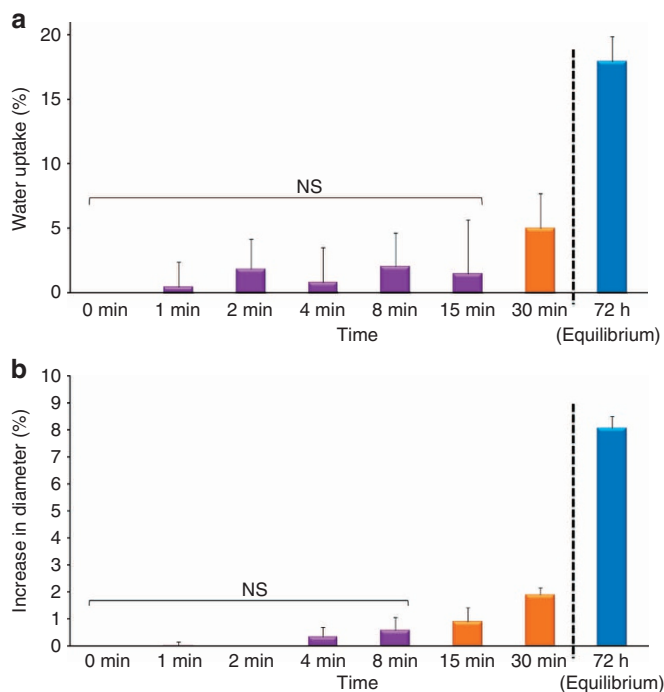 a
Water uptake (%)
20
15
10
5
0
NS
0 min 1 min 2 min 4 min 8 min 15 min 30 min 72 h
(Equilibrium)
Time
b
Increase in diameter (%)
10
9
8
7
6
5
4
3
2
1
0
NS
0 min 1 min 2 min 4 min 8 min 15 min 30 min 72 h
(Equilibrium)
Time